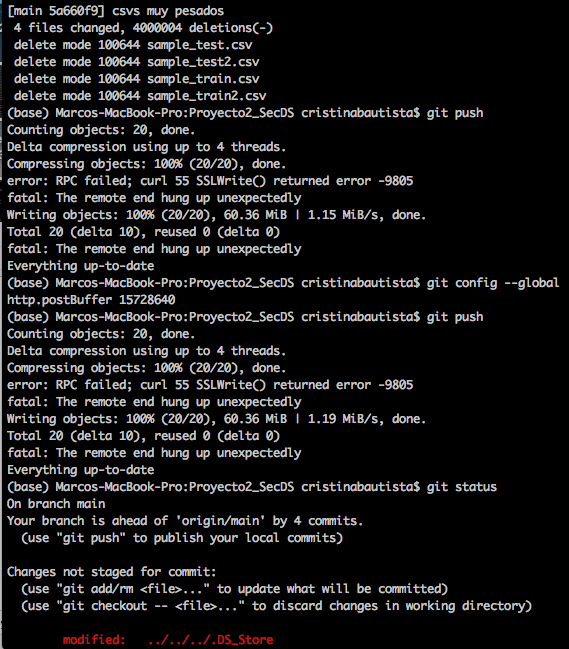 [main 5a660f9] csvs muy pesados
4 files changed, 4000004 deletions(-)
delete mode 100644 sample_test.csv
delete mode 100644 sample_test2.csv
delete mode 100644 sample_train.csv
delete mode 100644 sample_train2.csv
(base) Marcos-MacBook-Pro:Proyecto2_SecDS cristinabautista$ git push
Counting objects: 20, done.
Delta compression using up to 4 threads.
Compressing objects: 100% (20/20), done.
error: RPC failed; curl 55 SSLWrite() returned error -9805
fatal: The remote end hung up unexpectedly
Writing objects: 100% (20/20), 60.36 MiB | 1.15 MiB/s, done.
Total 20 (delta 10), reused 0 (delta 0)
fatal: The remote end hung up unexpectedly
Everything up-to-date
(base) Marcos-MacBook-Pro:Proyecto2_SecDS cristinabautista$ git config --global
http.postBuffer 15728640
(base) Marcos-MacBook-Pro:Proyecto2_SecDS cristinabautista$ git push
Counting objects: 20, done.
Delta compression using up to 4 threads.
Compressing objects: 100% (20/20), done.
error: RPC failed; curl 55 SSLWrite() returned error -9805
fatal: The remote end hung up unexpectedly
Writing objects: 100% (20/20), 60.36 MiB | 1.19 MiB/s, done.
Total 20 (delta 10), reused 0 (delta 0)
fatal: The remote end hung up unexpectedly
Everything up-to-date
(base) Marcos-MacBook-Pro:Proyecto2_SecDS cristinabautista$ git status
On branch main
Your branch is ahead of 'origin/main' by 4 commits.
(use "git push" to publish your local commits)
Changes not staged for commit:
(use "git add/rm <file>..." to update what will be committed)
(use "git checkout -- <file>..." to discard changes in working directory)
modified: ../../../.DS_Store